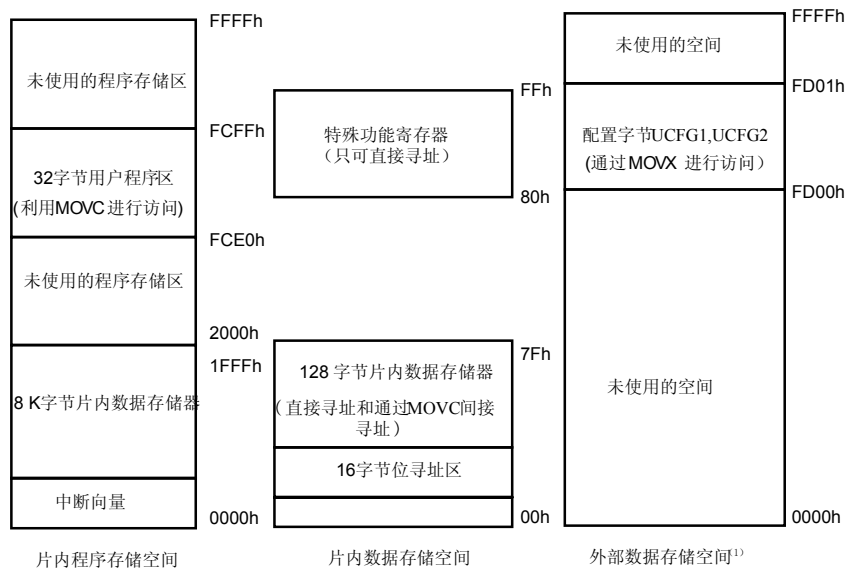 FFFFh
未使用的程序存储区
FCFFh
32字节用户程序区
(利用MOVC进行访问)
FCE0h
未使用的程序存储区
2000h
1FFFh
8 K字节片内数据存储器
中断向量
0000h
片内程序存储空间
FFh
特殊功能寄存器
（只可直接寻址）
80h
7Fh
128 字节片内数据存储器
（直接寻址和通过MOVC间接
寻址）
16字节位寻址区
00h
片内数据存储空间
FFFFh
未使用的空间
FD01h
配置字节UCFG1,UCFG2
(通过MOVX 进行访问）
FD00h
未使用的空间
0000h
外部数据存储空间(1)